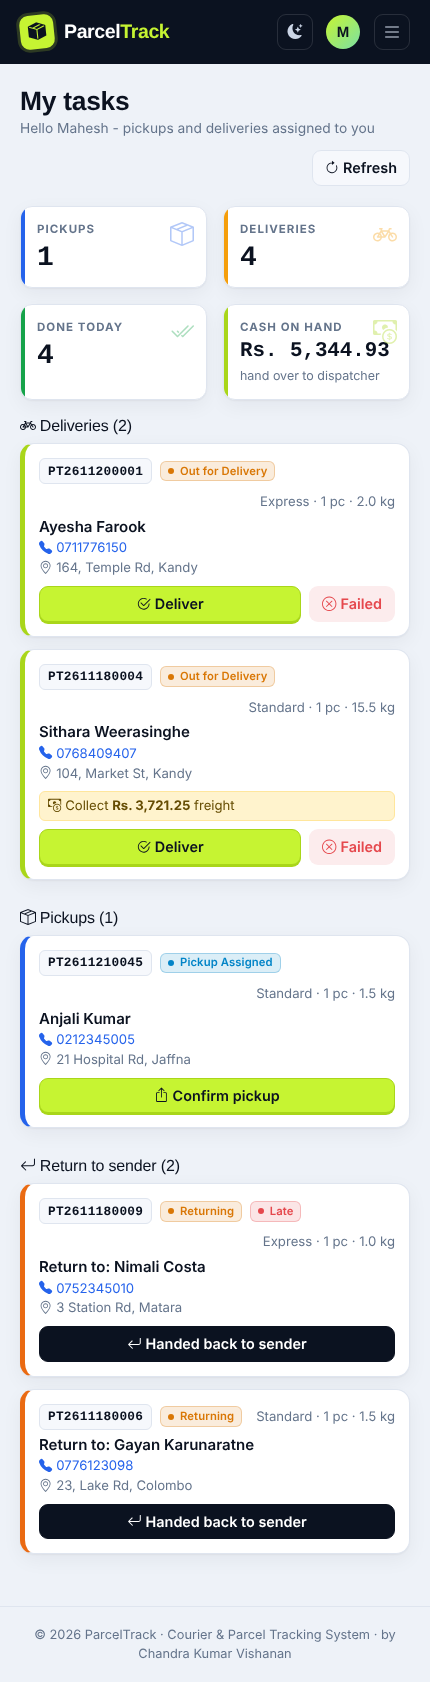 ParcelTrack
M
My tasks
Hello Mahesh - pickups and deliveries assigned to you
Refresh
PICKUPS
1
DELIVERIES
4
DONE TODAY
4
CASH ON HAND
Rs. 5,344.93
hand over to dispatcher
Deliveries (2)
PT2611200001 Out for Delivery
Express · 1 pc · 2.0 kg
Ayesha Farook
0711776150
164, Temple Rd, Kandy
Deliver Failed
PT2611180004 Out for Delivery
Standard · 1 pc · 15.5 kg
Sithara Weerasinghe
0768409407
104, Market St, Kandy
Collect Rs. 3,721.25 freight
Deliver Failed
Pickups (1)
PT2611210045 Pickup Assigned
Standard · 1 pc · 1.5 kg
Anjali Kumar
0212345005
21 Hospital Rd, Jaffna
Confirm pickup
Return to sender (2)
PT2611180009 Returning Late
Express · 1 pc · 1.0 kg
Return to: Nimali Costa
0752345010
3 Station Rd, Matara
Handed back to sender
PT2611180006 Returning Standard · 1 pc · 1.5 kg
Return to: Gayan Karunaratne
0776123098
23, Lake Rd, Colombo
Handed back to sender
© 2026 ParcelTrack · Courier & Parcel Tracking System · by
Chandra Kumar Vishanan